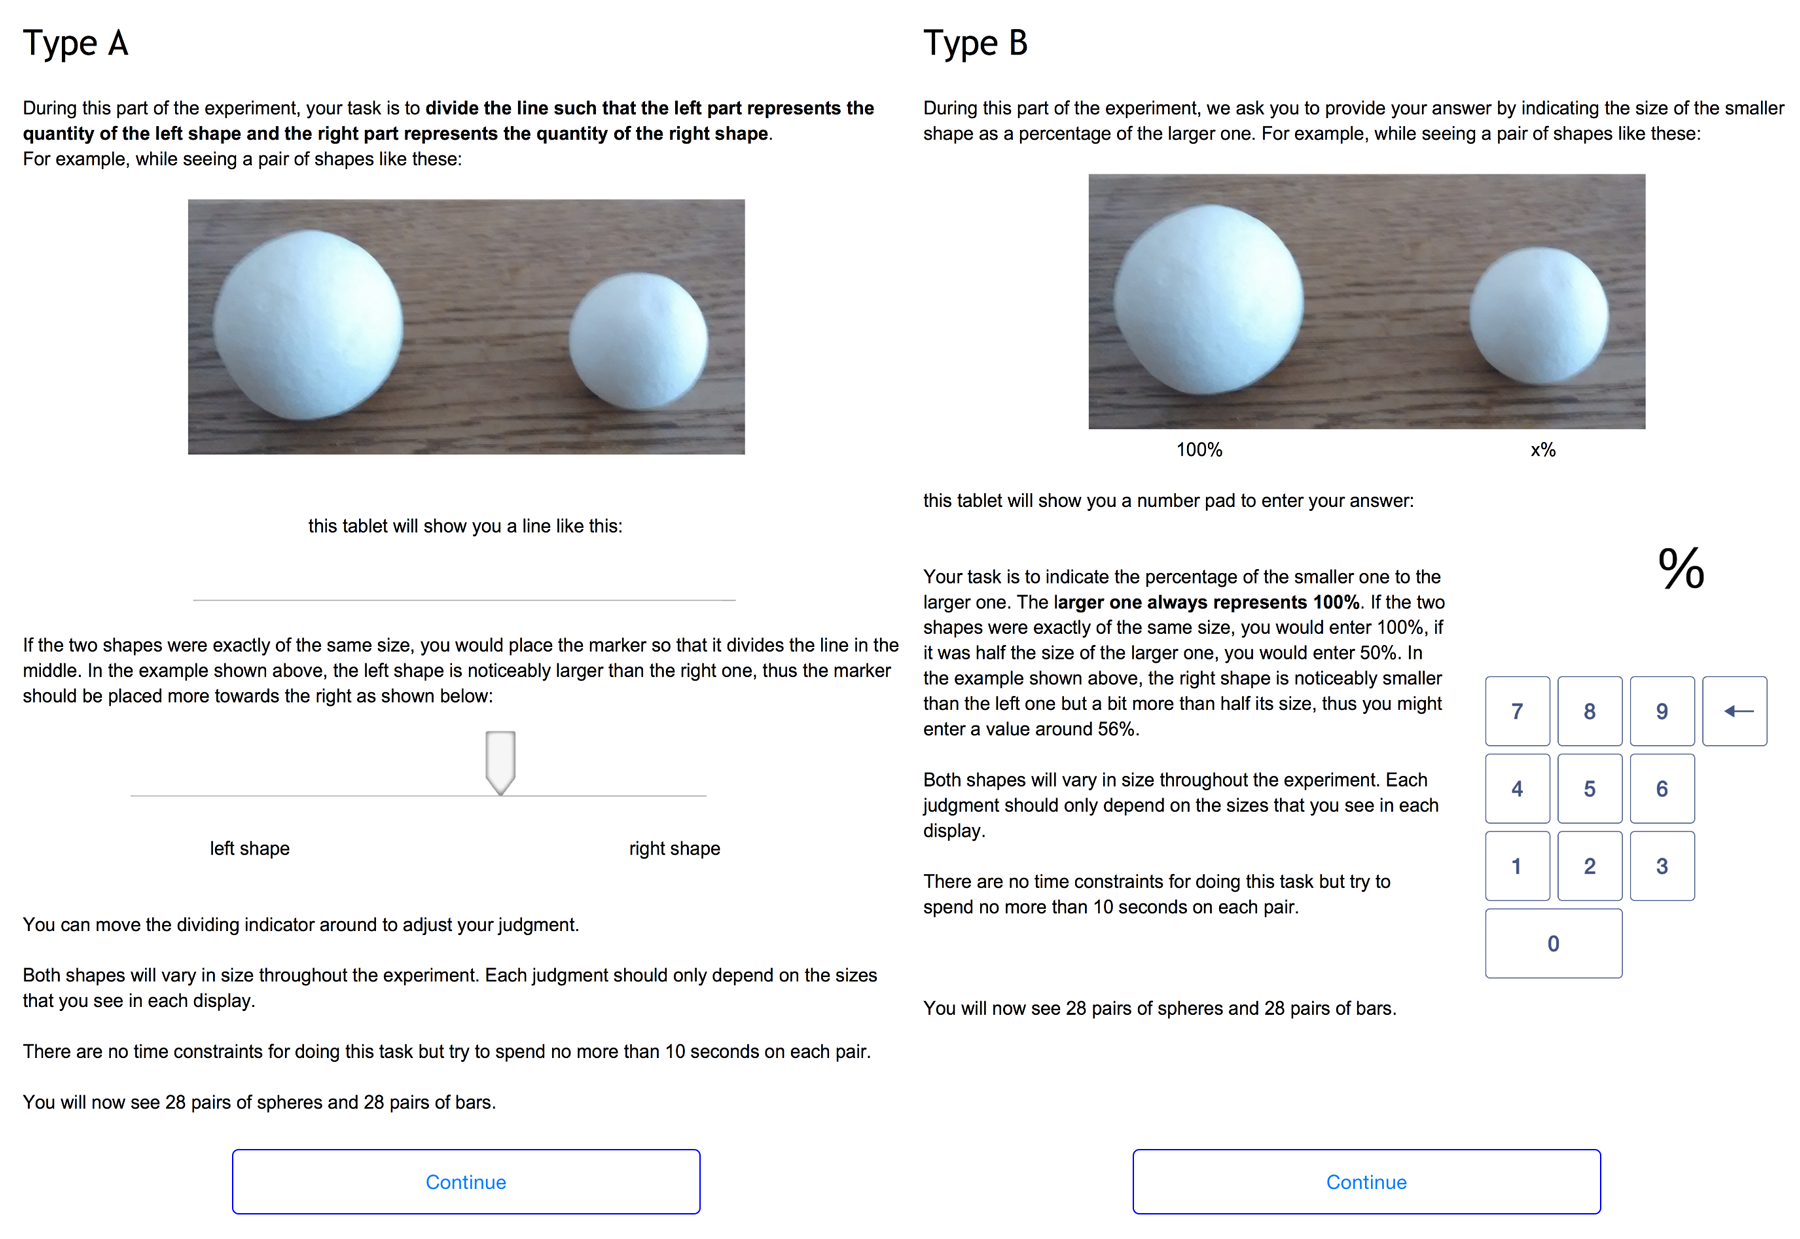 Type A
During this part of the experiment, your task is to divide the line such that the left part represents the
quantity of the left shape and the right part represents the quantity of the right shape.
For example, while seeing a pair of shapes like these:
this tablet will show you a line like this:
If the two shapes were exactly of the same size, you would place the marker so that it divides the line in the
middle. In the example shown above, the left shape is noticeably larger than the right one, thus the marker
should be placed more towards the right as shown below:
left shape right shape
You can move the dividing indicator around to adjust your judgment.
Both shapes will vary in size throughout the experiment. Each judgment should only depend on the sizes
that you see in each display.
There are no time constraints for doing this task but try to spend no more than 10 seconds on each pair.
You will now see 28 pairs of spheres and 28 pairs of bars.
Continue
Type B
During this part of the experiment, we ask you to provide your answer by indicating the size of the smaller
shape as a percentage of the larger one. For example, while seeing a pair of shapes like these:
100% x%
this tablet will show you a number pad to enter your answer:
Your task is to indicate the percentage of the smaller one to the
larger one. The larger one always represents 100%. If the two
shapes were exactly of the same size, you would enter 100%, if
it was half the size of the larger one, you would enter 50%. In
the example shown above, the right shape is noticeably smaller
than the left one but a bit more than half its size, thus you might
enter a value around 56%.
Both shapes will vary in size throughout the experiment. Each
judgment should only depend on the sizes that you see in each
display.
There are no time constraints for doing this task but try to
spend no more than 10 seconds on each pair.
%
7 8 9 ←
4 5 6
1 2 3
0
You will now see 28 pairs of spheres and 28 pairs of bars.
Continue